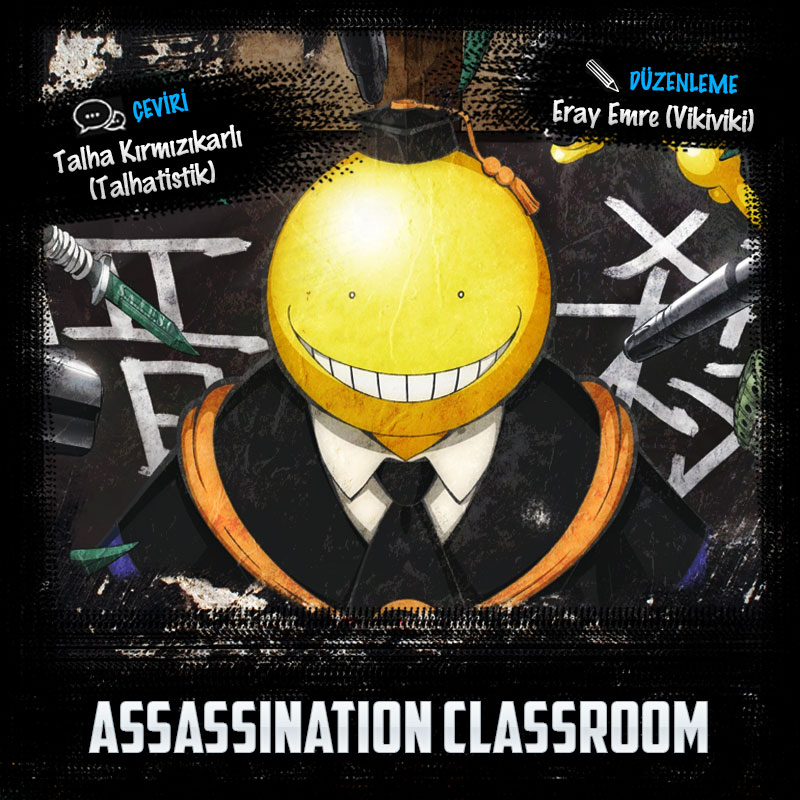 ÇEVİRİ
Talha Kırmızıkarlı
(Talhatistik)
DÜZENLEME
Eray Emre (Vikiviki)
ASSASSINATION CLASSROOM